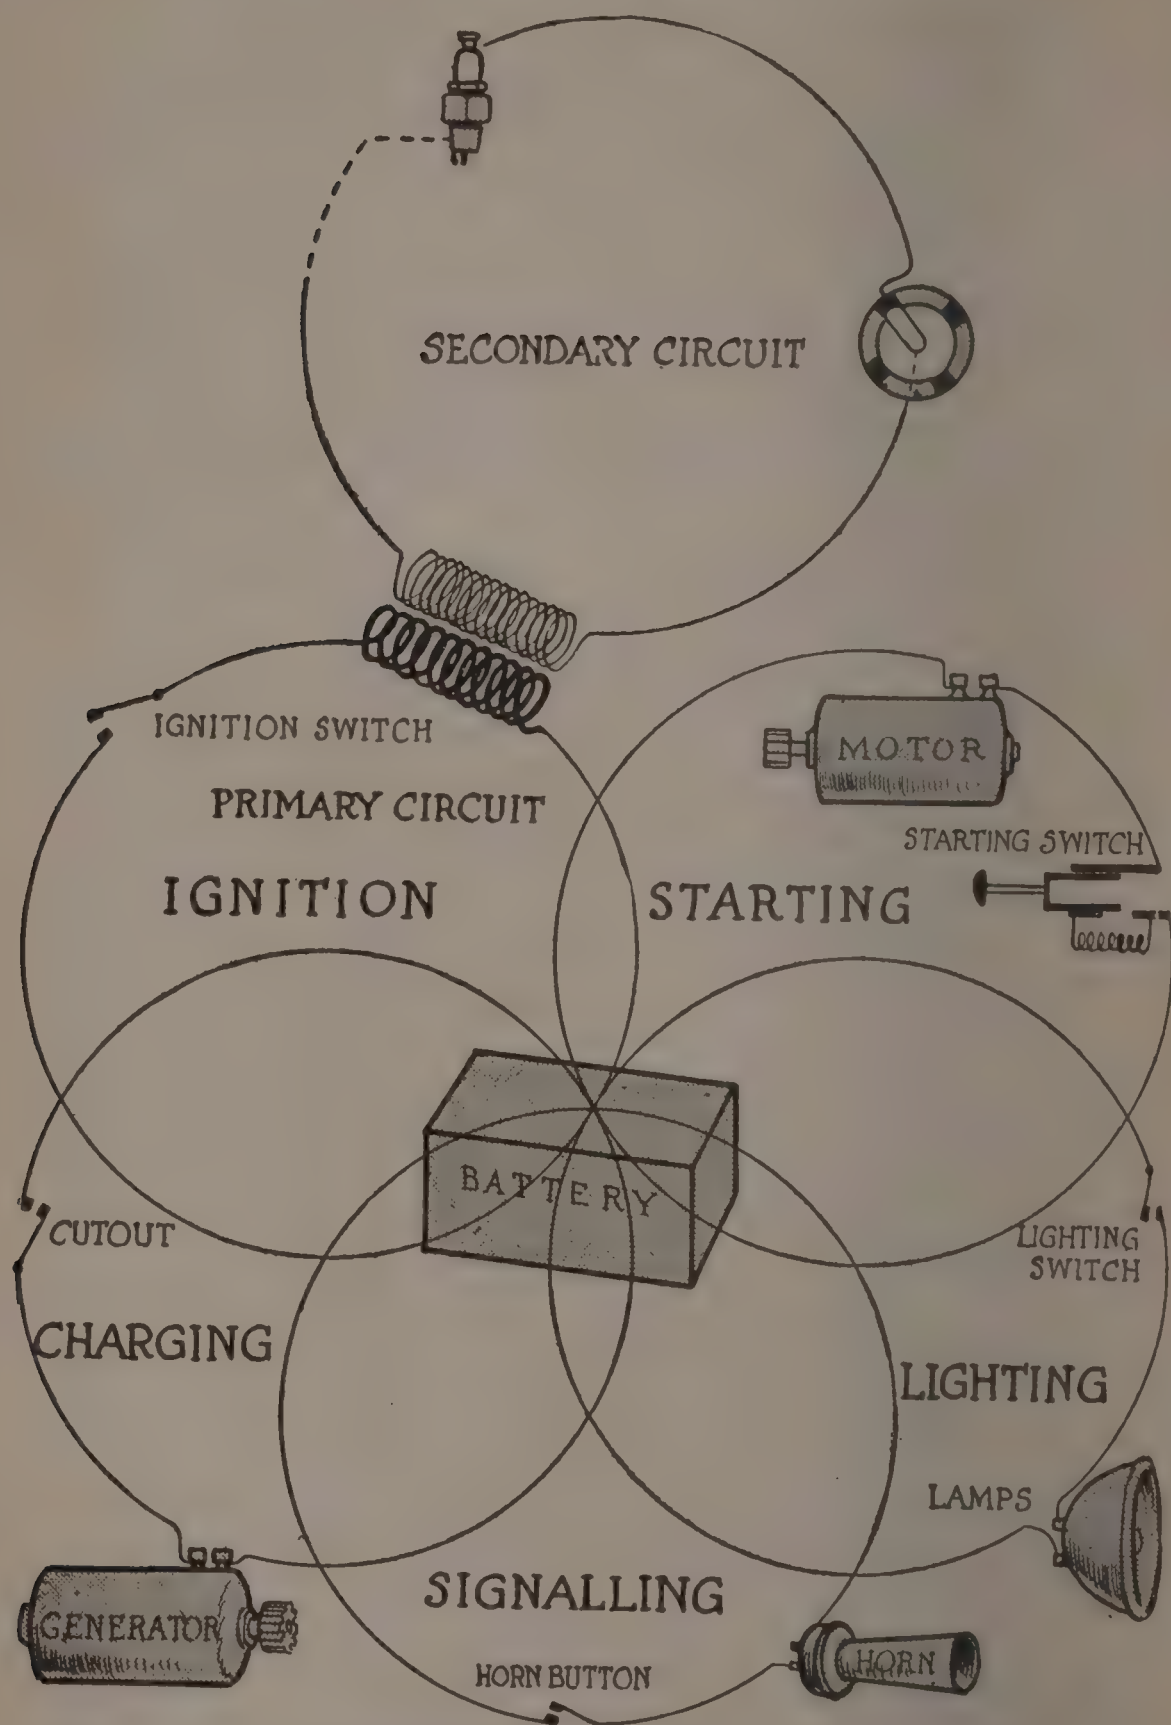 SECONDARY CIRCUIT
IGNITION SWITCH
MOTOR
PRIMARY CIRCUIT
STARTING SWITCH
IGNITION
STARTING
BATTERY
CUTOUT
LIGHTING
SWITCH
CHARGING
LIGHTING
LAMPS
SIGNALLING
GENERATOR
HORN
HORN BUTTON